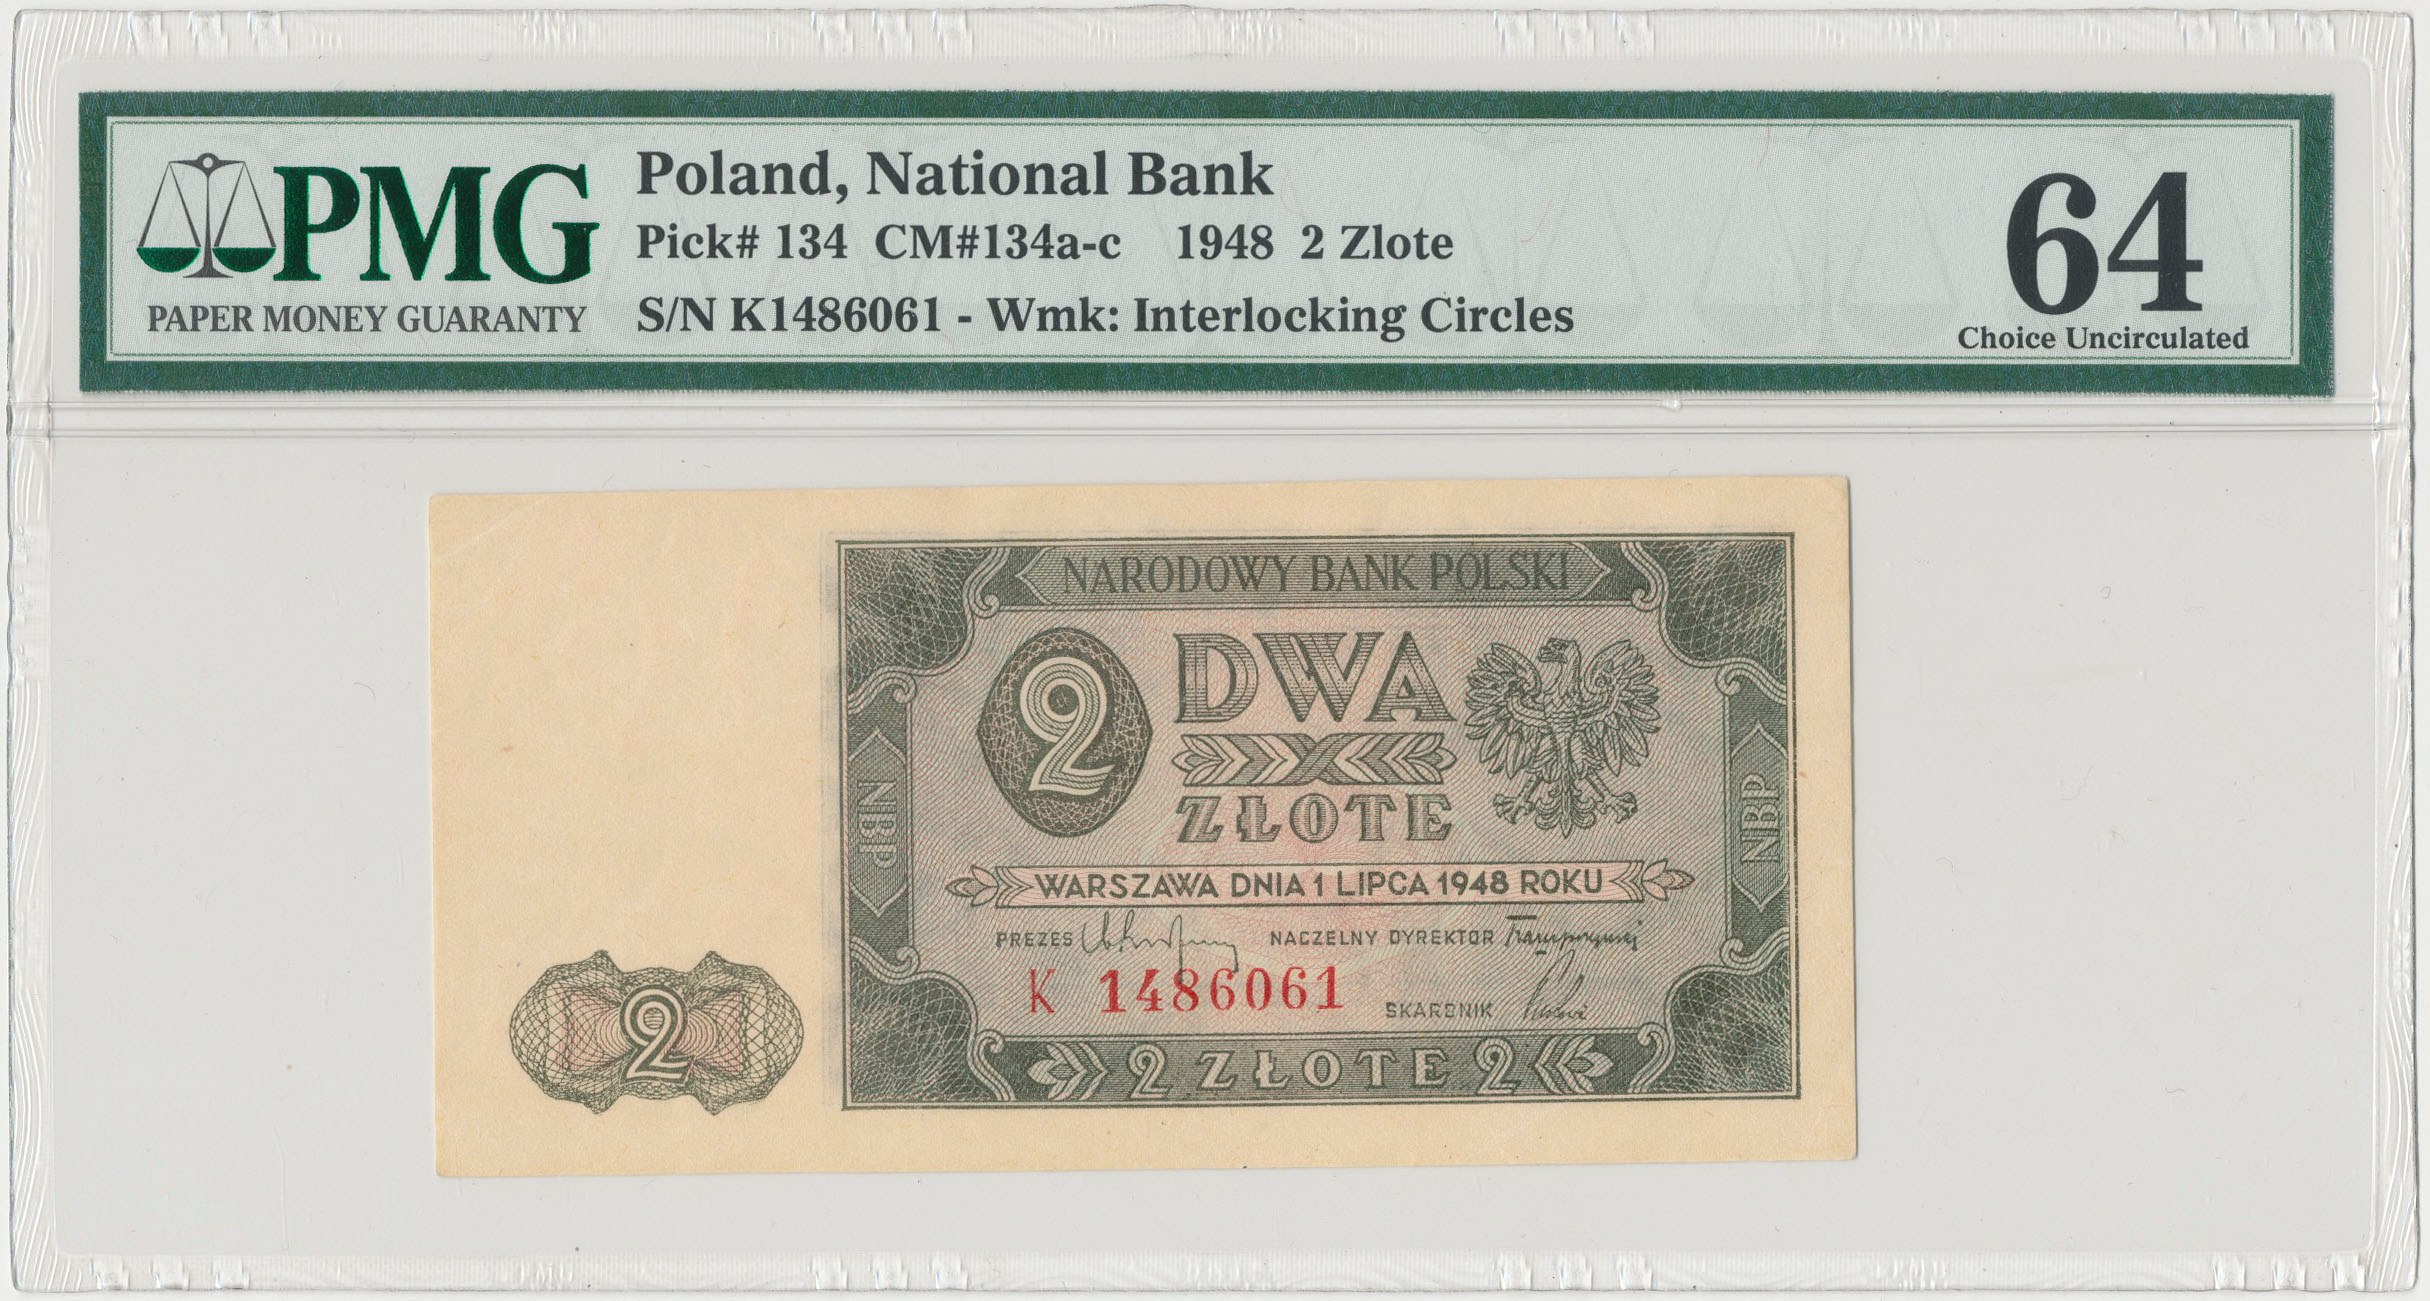 PMG
PAPER MONEY GUARANTY
Poland, National Bank
Pick# 134 CM#134a-c 1948 2 Zlote
S/N K1486061 - Wmk: Interlocking Circles
64
Choice Uncirculated
NARODOWY BANK POLSKI
2 DWA
ZŁOTE
NBP
NBP
WARSZAWA DNIA 1 LIPCA 1948 ROKU
PREZES NACZELNY DYREKTOR
K 1486061 SKARBNIK
2
2 ZŁOTE 2